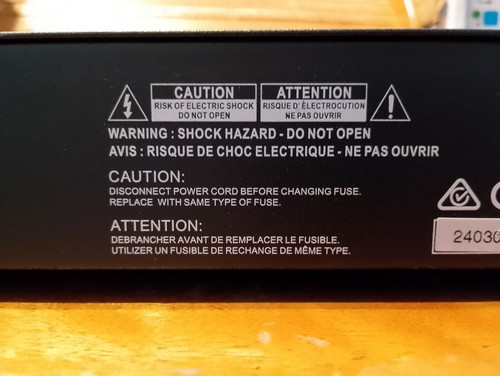 CAUTION
RISK OF ELECTRIC SHOCK
DO NOT OPEN
ATTENTION
RISQUE D'ÉLECTROCUTION
NE PAS OUVRIR
WARNING : SHOCK HAZARD - DO NOT OPEN
AVIS : RISQUE DE CHOC ELECTRIQUE - NE PAS OUVRIR
CAUTION:
DISCONNECT POWER CORD BEFORE CHANGING FUSE.
REPLACE WITH SAME TYPE OF FUSE.
ATTENTION:
DEBRANCHER AVANT DE REMPLACER LE FUSIBLE.
UTILIZER UN FUSIBLE DE RECHANGE DE MÊME TYPE.
24030